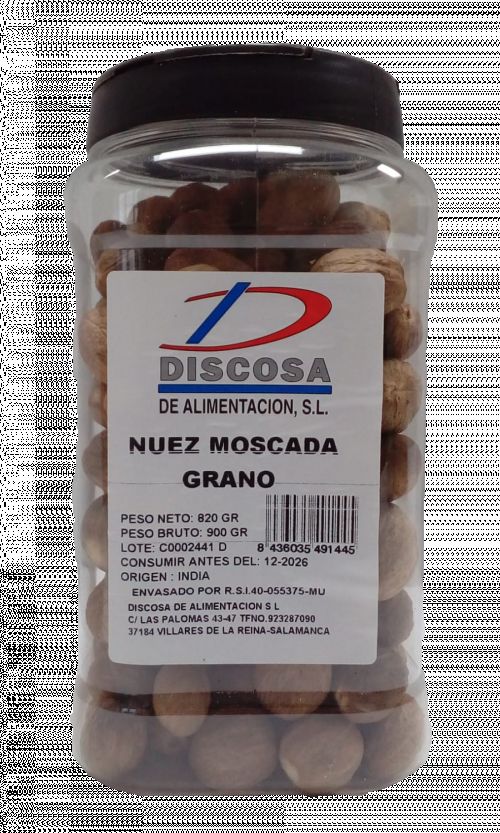 DISCOSA
DE ALIMENTACION, S.L.
NUEZ MOSCADA
GRANO
PESO NETO: 820 GR
PESO BRUTO: 900 GR
LOTE: C0002441 D
8 436035 491445
CONSUMIR ANTES DEL: 12-2026
ORIGEN : INDIA
ENVASADO POR R.S.I.40-055375-MU
DISCOSA DE ALIMENTACION S L
C/ LAS PALOMAS 43-47 TFNO.923287090
37184 VILLARES DE LA REINA-SALAMANCA